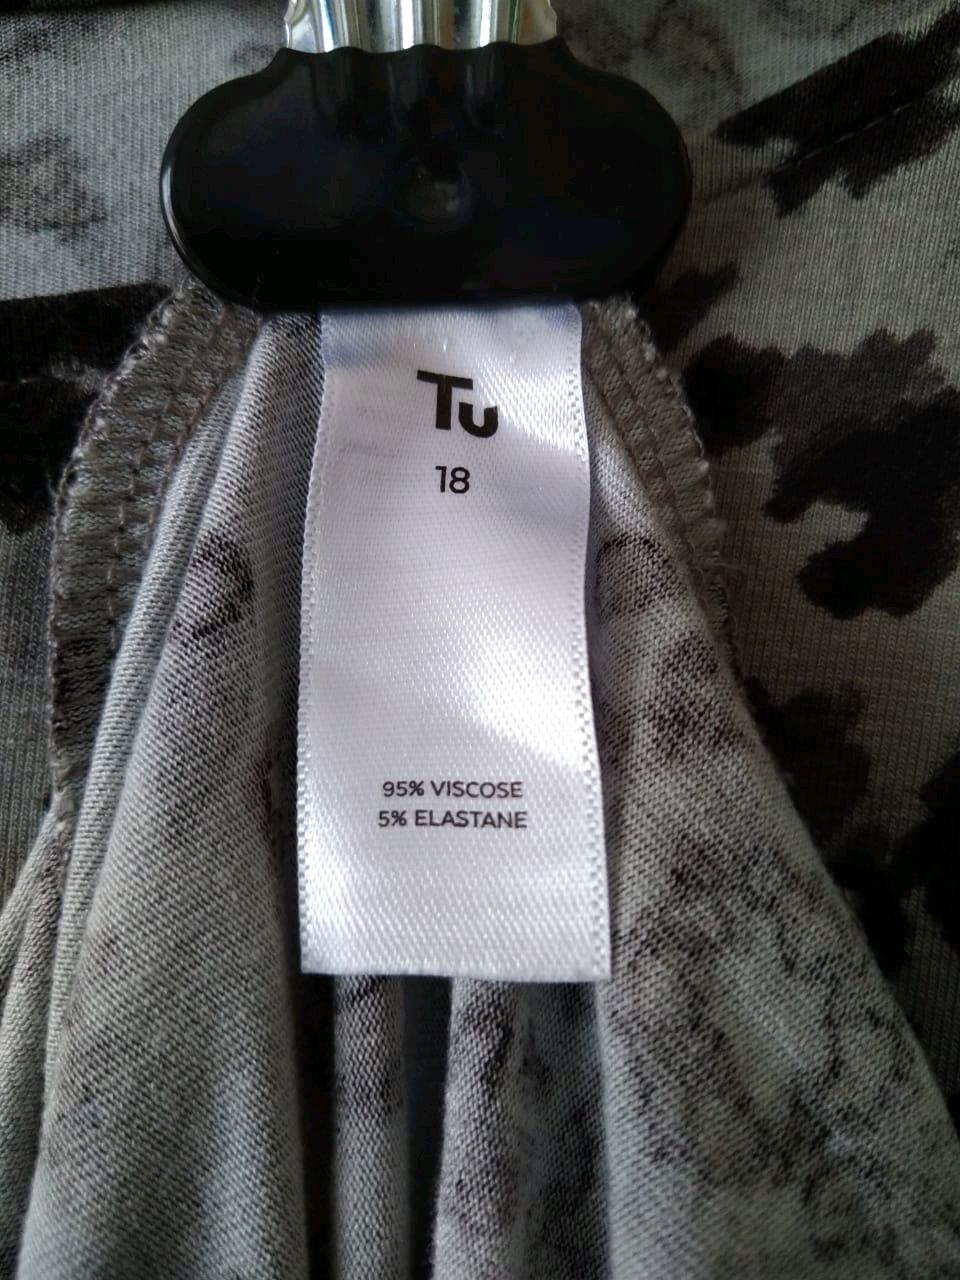 Tu
18
95% VISCOSE
5% ELASTANE